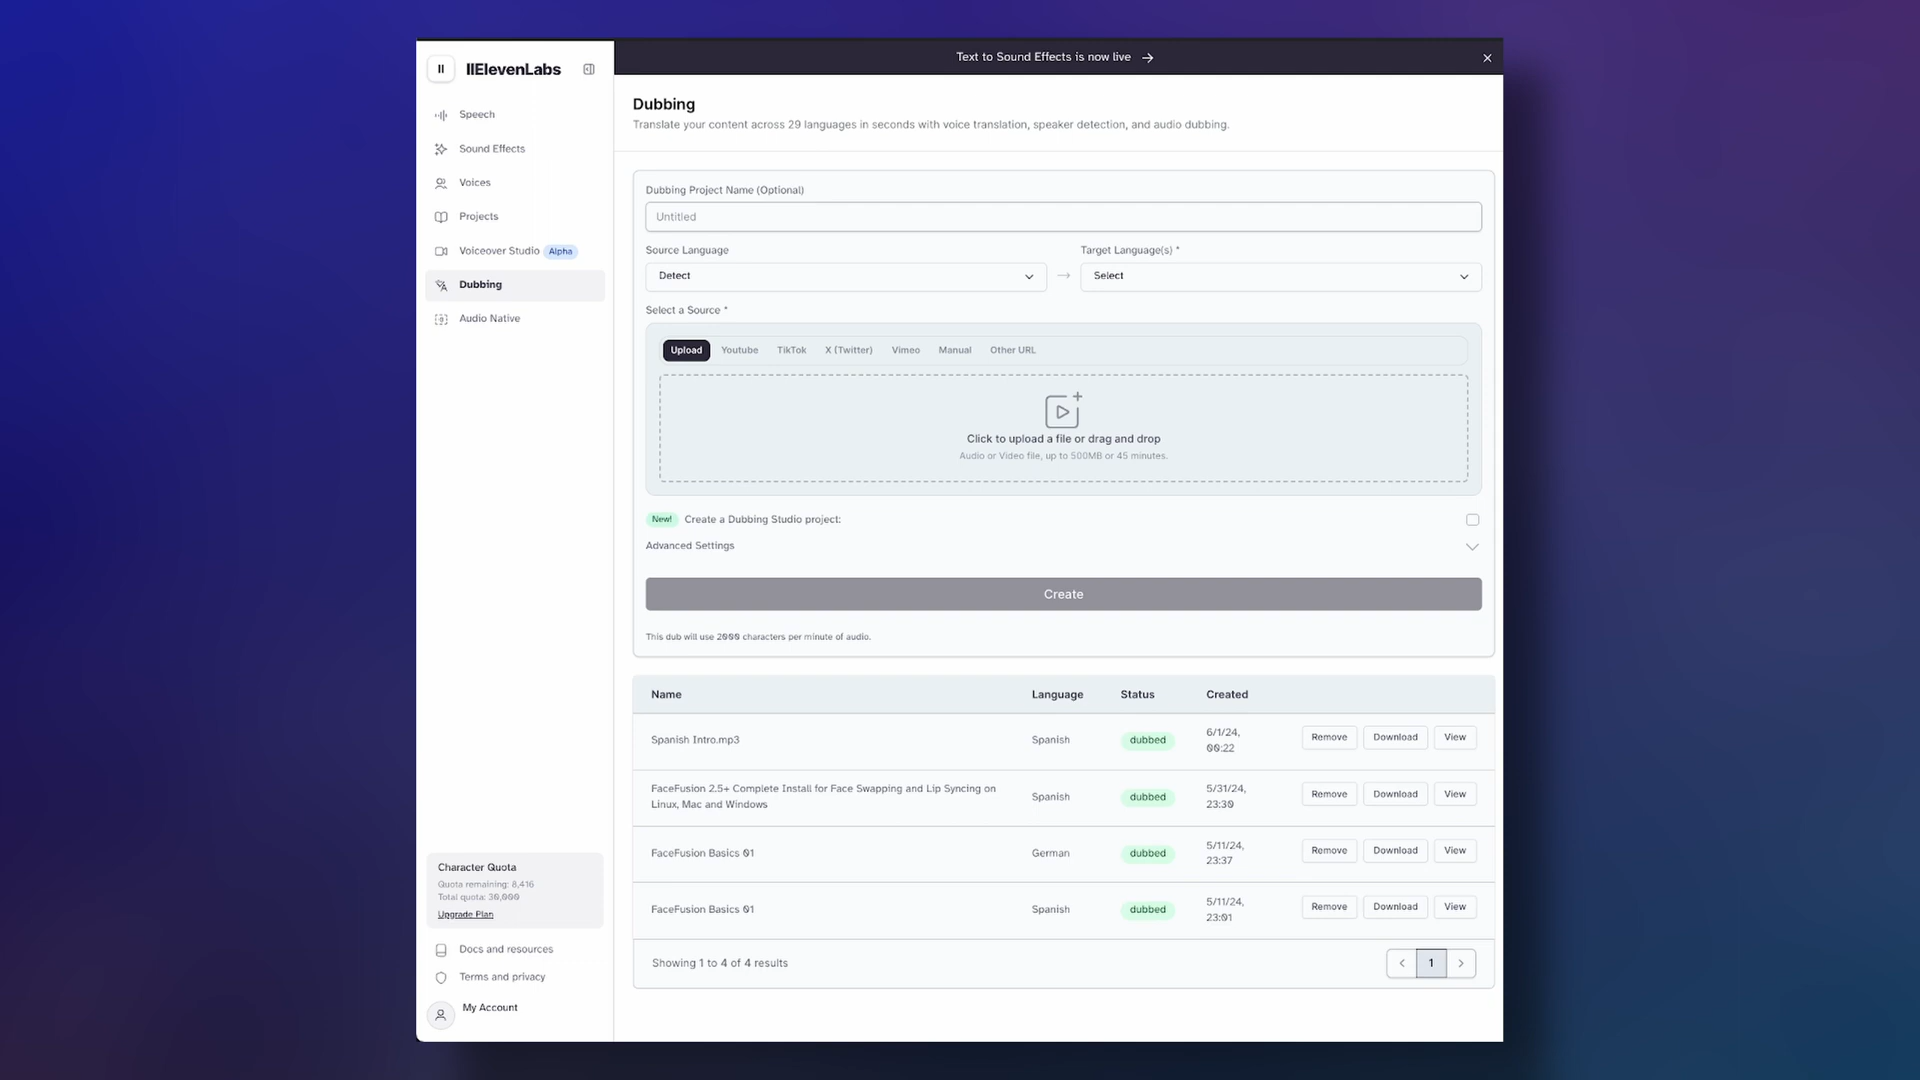 IIElevenLabs
Speech
Sound Effects
Voices
Projects
Voiceover Studio Alpha
Dubbing
Audio Native
Character Quota
Quota remaining: 8,416
Total quota: 30,000
Upgrade Plan
Docs and resources
Terms and privacy
My Account
Text to Sound Effects is now live →
Dubbing
Translate your content across 29 languages in seconds with voice translation, speaker detection, and audio dubbing.
Dubbing Project Name (Optional)
Untitled
Source Language
Target Language(s) *
Detect
Select
Select a Source *
Upload Youtube TikTok X (Twitter) Vimeo Manual Other URL
Click to upload a file or drag and drop
Audio or Video file, up to 500MB or 45 minutes.
New! Create a Dubbing Studio project:
Advanced Settings
Create
This dub will use 2000 characters per minute of audio.
Name Language Status Created
Spanish Intro.mp3 Spanish dubbed 6/1/24, Remove Download View
00:22
FaceFusion 2.5+ Complete Install for Face Swapping and Lip Syncing on Spanish dubbed 5/31/24, Remove Download View
Linux, Mac and Windows 23:30
FaceFusion Basics 01 German dubbed 5/11/24, Remove Download View
23:37
FaceFusion Basics 01 Spanish dubbed 5/11/24, Remove Download View
23:01
Showing 1 to 4 of 4 results
1